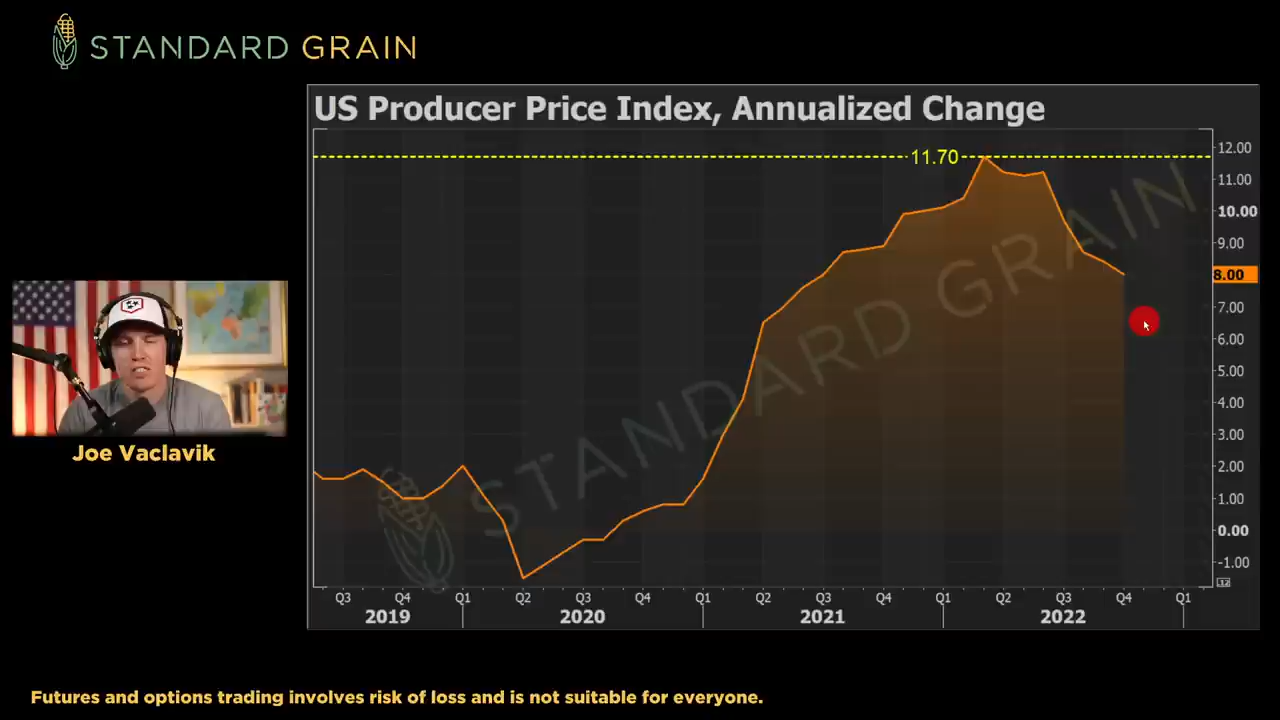 STANDARD GRAIN
US Producer Price Index, Annualized Change
11.70
12.00
11.00
10.00
9.00
8.00
7.00
6.00
5.00
4.00
3.00
2.00
1.00
0.00
-1.00
STANDARD GRAIN
Q3 Q4 Q1 Q2 Q3 Q4 Q1 Q2 Q3 Q4 Q1 Q2 Q3 Q4 Q1
2019 2020 2021 2022
Joe Vaclavik
Futures and options trading involves risk of loss and is not suitable for everyone.